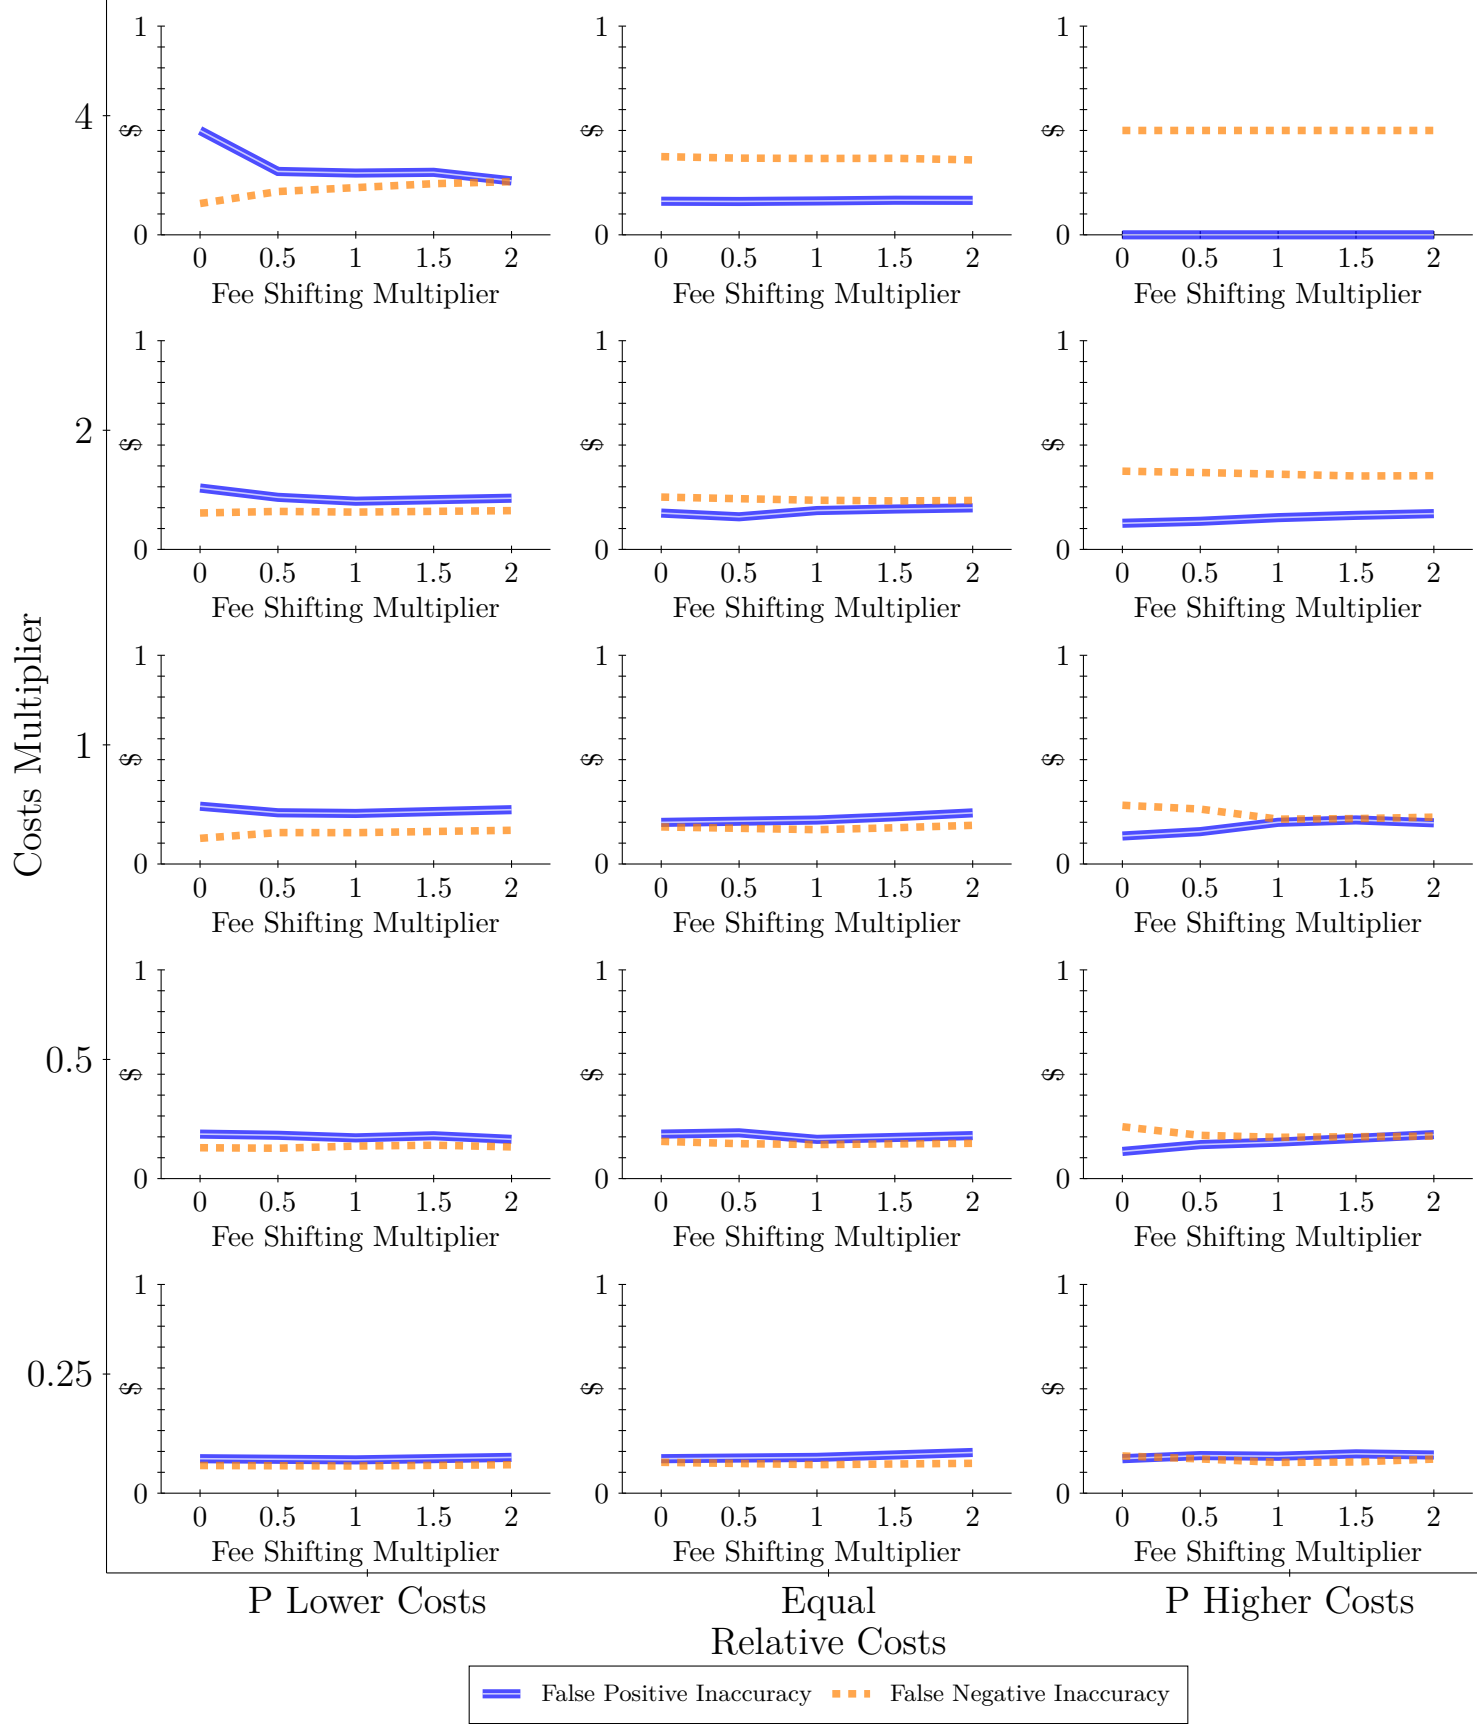 Costs Multiplier
4
1
$
0
0 0.5 1 1.5 2
Fee Shifting Multiplier
1
$
0
0 0.5 1 1.5 2
Fee Shifting Multiplier
1
$
0
0 0.5 1 1.5 2
Fee Shifting Multiplier
2
1
$
0
0 0.5 1 1.5 2
Fee Shifting Multiplier
1
$
0
0 0.5 1 1.5 2
Fee Shifting Multiplier
1
$
0
0 0.5 1 1.5 2
Fee Shifting Multiplier
1
1
$
0
0 0.5 1 1.5 2
Fee Shifting Multiplier
1
$
0
0 0.5 1 1.5 2
Fee Shifting Multiplier
1
$
0
0 0.5 1 1.5 2
Fee Shifting Multiplier
0.5
1
$
0
0 0.5 1 1.5 2
Fee Shifting Multiplier
1
$
0
0 0.5 1 1.5 2
Fee Shifting Multiplier
1
$
0
0 0.5 1 1.5 2
Fee Shifting Multiplier
0.25
1
$
0
0 0.5 1 1.5 2
Fee Shifting Multiplier
1
$
0
0 0.5 1 1.5 2
Fee Shifting Multiplier
1
$
0
0 0.5 1 1.5 2
Fee Shifting Multiplier
P Lower Costs
Equal
P Higher Costs
Relative Costs
False Positive Inaccuracy
False Negative Inaccuracy